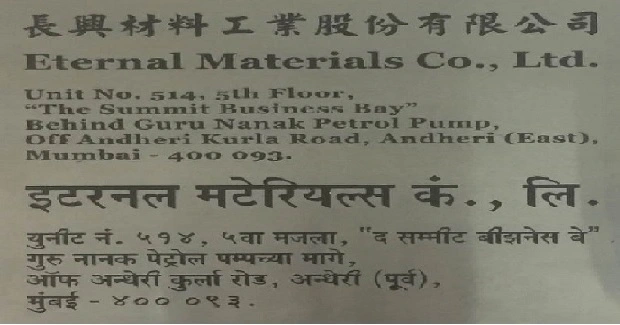 長興材料工業股份有限公司
Eternal Materials Co., Ltd.
Unit No. 514, 5th Floor,
"The Summit Business Bay"
Behind Guru Nanak Petrol Pump,
Off Andheri Kurla Road, Andheri (East),
Mumbai - 400 093.
इटरनल मटेरियल्स कं., लि.
युनीट नं. ५१४, ५वा मजला, "द सम्मीट बीझनेस बे"
गुरु नानक पेट्रोल पम्पच्या मागे,
ऑफ अन्धेरी कुर्ला रोड, अन्धेरी (पूर्व),
मुंबई - ४०० ०९३.